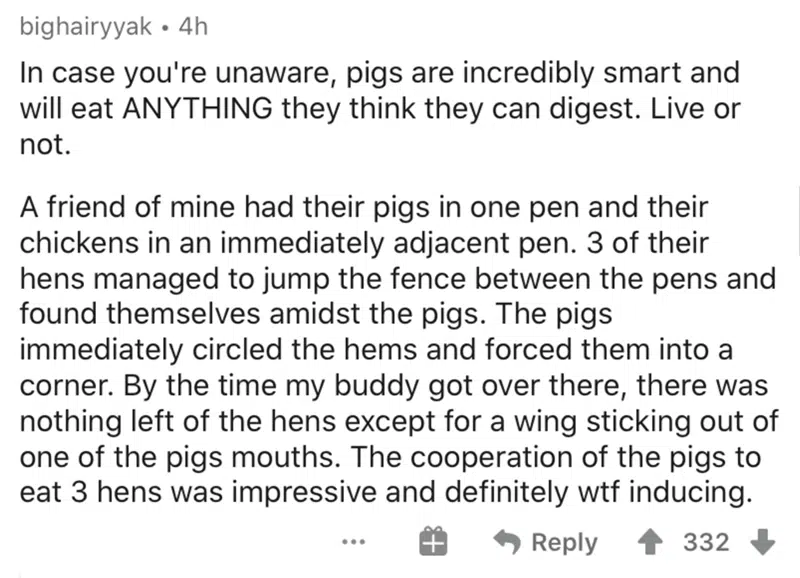 bighairyyak • 4h
In case you're unaware, pigs are incredibly smart and
will eat ANYTHING they think they can digest. Live or
not.
A friend of mine had their pigs in one pen and their
chickens in an immediately adjacent pen. 3 of their
hens managed to jump the fence between the pens and
found themselves amidst the pigs. The pigs
immediately circled the hems and forced them into a
corner. By the time my buddy got over there, there was
nothing left of the hens except for a wing sticking out of
one of the pigs mouths. The cooperation of the pigs to
eat 3 hens was impressive and definitely wtf inducing.
... Reply 332